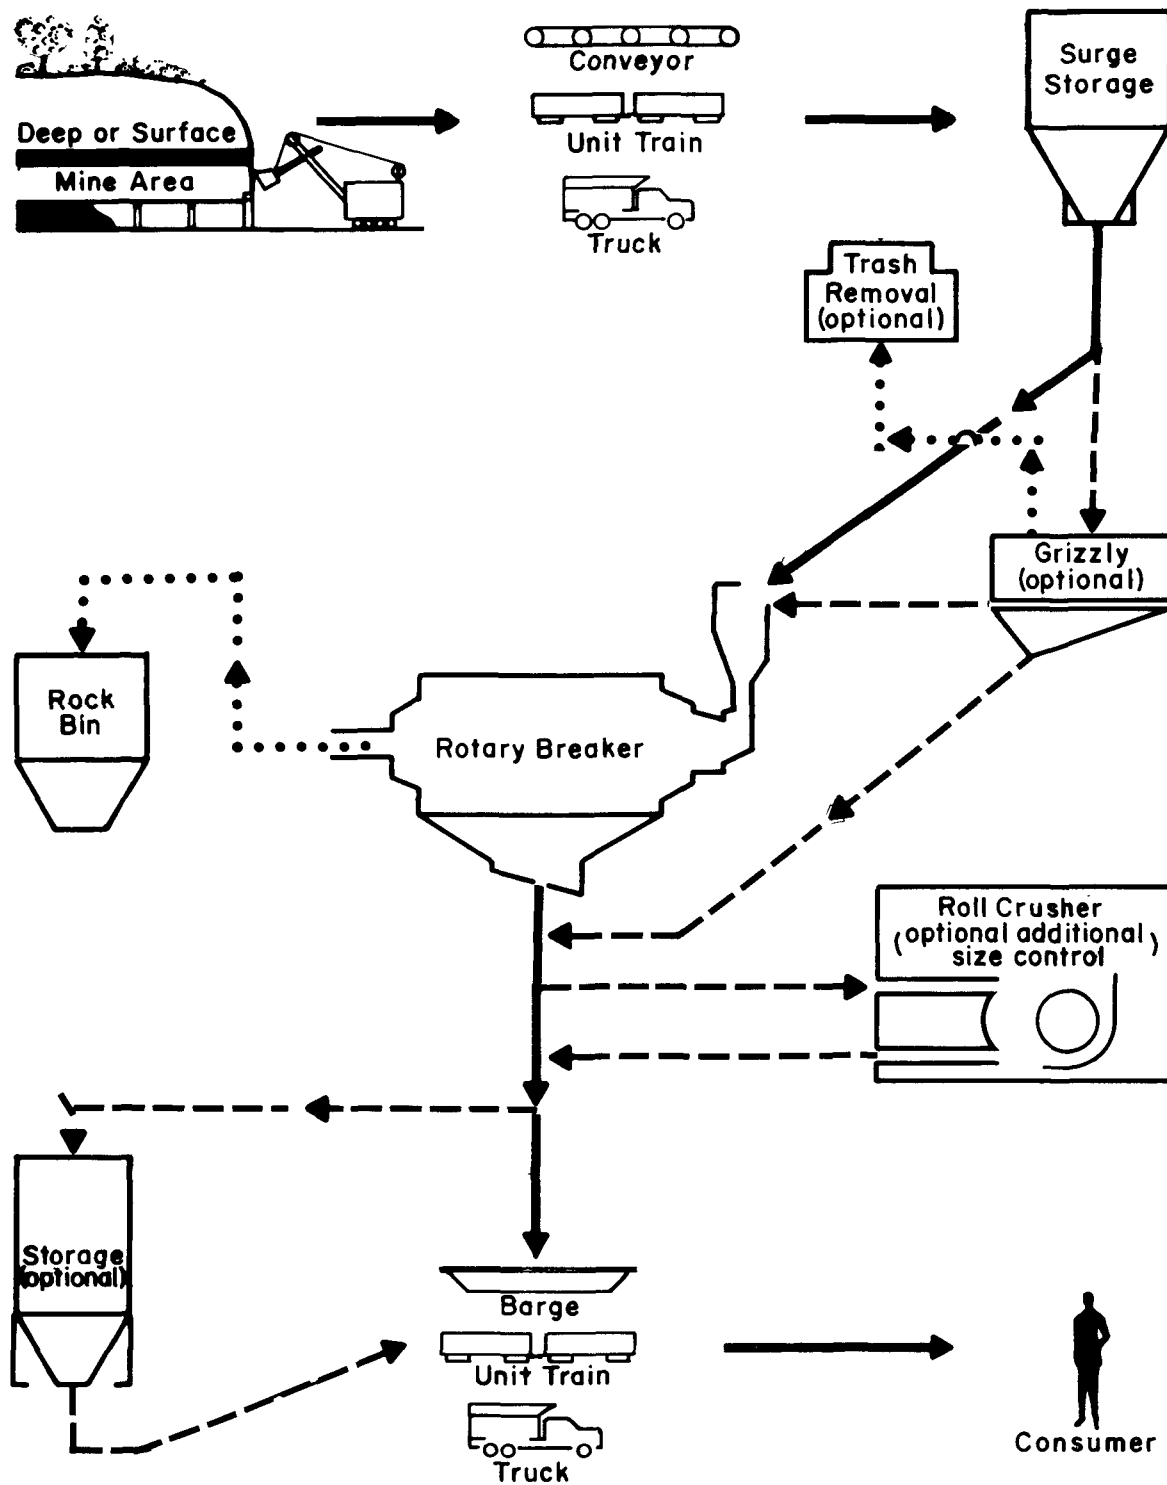 Deep or Surface
Mine Area
Conveyor
Unit Train
Truck
Surge
Storage
Trash
Removal
(optional)
Grizzly
(optional)
Rock
Bin
Rotary Breaker
Roll Crusher
(optional additional)
size control
Storage
(optional)
Barge
Unit Train
Truck
Consumer